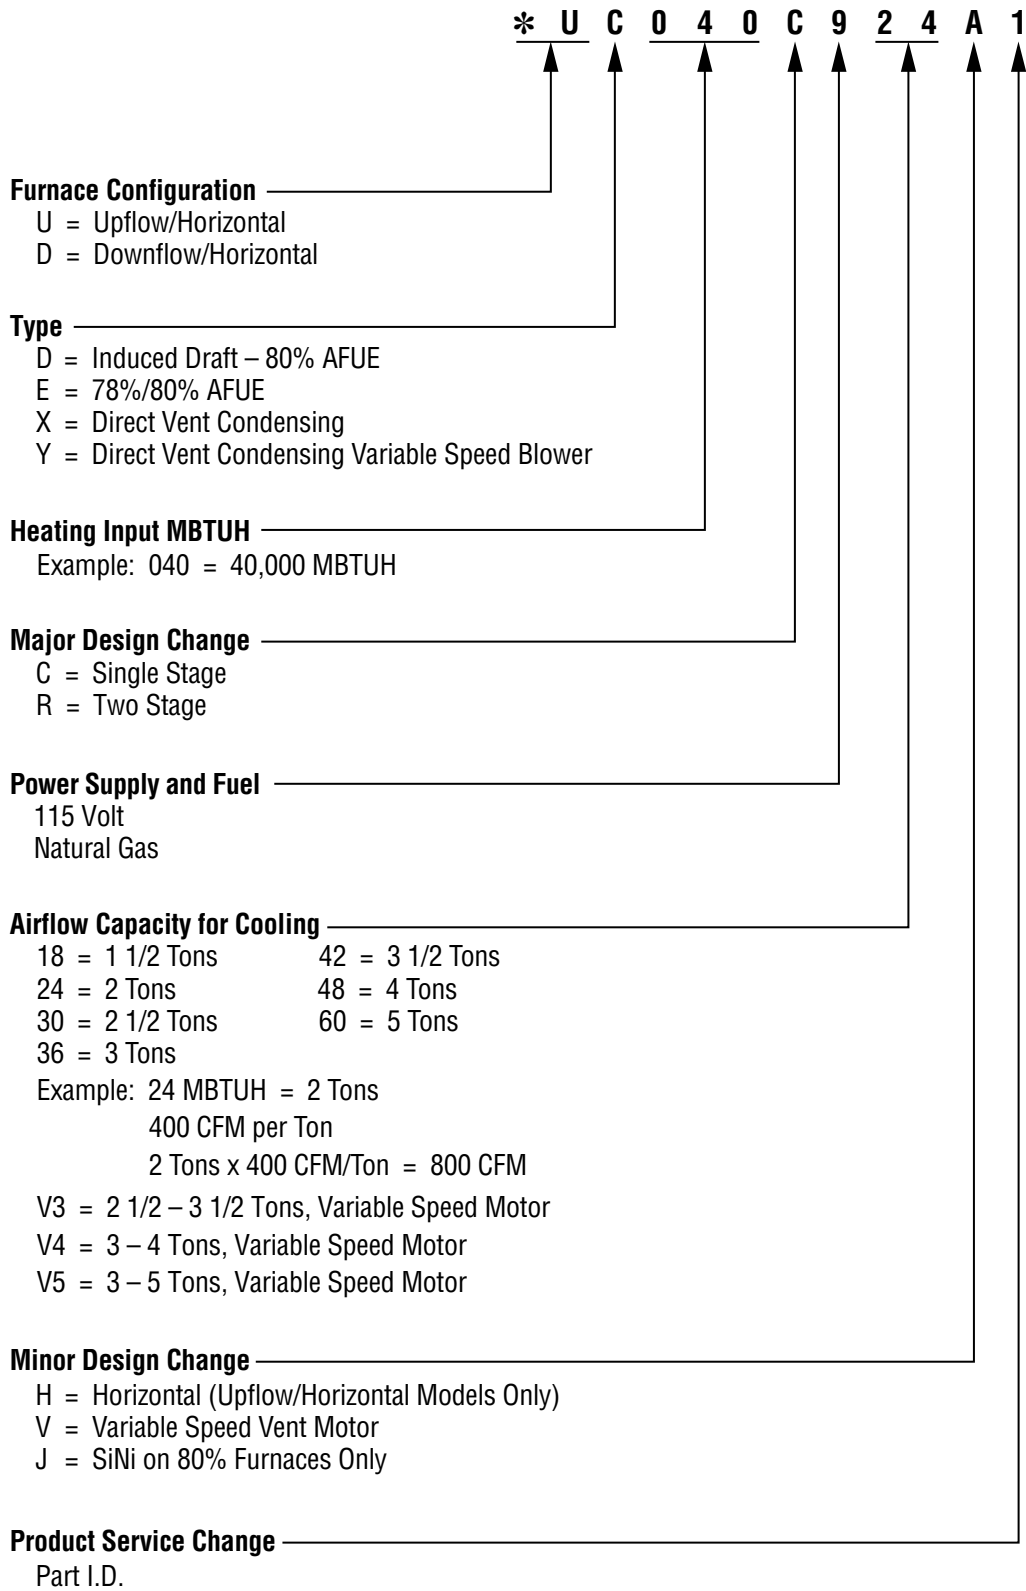 * U C 0 4 0 C 9 2 4 A 1
Furnace Configuration
U = Upflow/Horizontal
D = Downflow/Horizontal
Type
D = Induced Draft – 80% AFUE
E = 78%/80% AFUE
X = Direct Vent Condensing
Y = Direct Vent Condensing Variable Speed Blower
Heating Input MBTUH
Example: 040 = 40,000 MBTUH
Major Design Change
C = Single Stage
R = Two Stage
Power Supply and Fuel
115 Volt
Natural Gas
Airflow Capacity for Cooling
18 = 1 1/2 Tons 42 = 3 1/2 Tons
24 = 2 Tons 48 = 4 Tons
30 = 2 1/2 Tons 60 = 5 Tons
36 = 3 Tons
Example: 24 MBTUH = 2 Tons
400 CFM per Ton
2 Tons x 400 CFM/Ton = 800 CFM
V3 = 2 1/2 – 3 1/2 Tons, Variable Speed Motor
V4 = 3 – 4 Tons, Variable Speed Motor
V5 = 3 – 5 Tons, Variable Speed Motor
Minor Design Change
H = Horizontal (Upflow/Horizontal Models Only)
V = Variable Speed Vent Motor
J = SiNi on 80% Furnaces Only
Product Service Change
Part I.D.